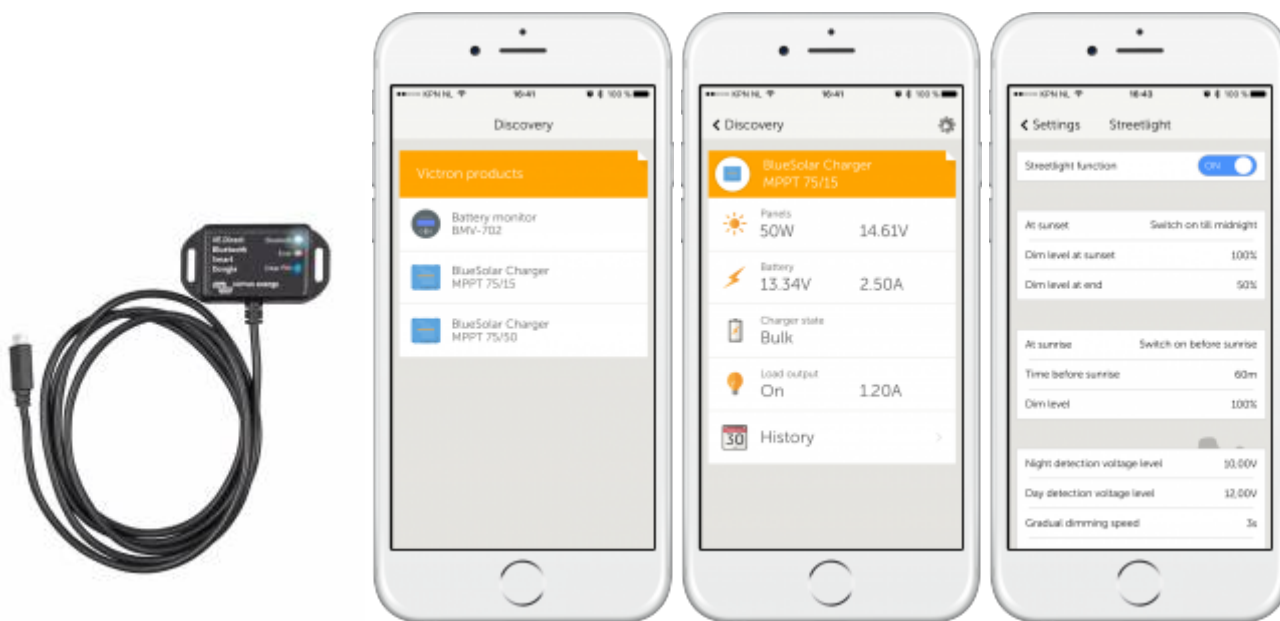 VE.Direct
Bluetooth
Smart
Dongle
victron energy
KPN NL 16:41 100 %
Discovery
Victron products
Battery monitor
BMV-702
BlueSolar Charger
MPPT 75/15
BlueSolar Charger
MPPT 75/50
KPN NL 16:41 100 %
Discovery
BlueSolar Charger
MPPT 75/15
Panels
50W 14.61V
Battery
13.34V 2.50A
Charger state
Bulk
Load output
On 1.20A
30 History
KPN NL 16:43 100 %
Settings Streetlight
Streetlight function ON
At sunset Switch on till midnight
Dim level at sunset 100%
Dim level at end 50%
At sunrise Switch on before sunrise
Time before sunrise 60m
Dim level 100%
Night detection voltage level 10,00V
Day detection voltage level 12,00V
Gradual dimming speed 3s